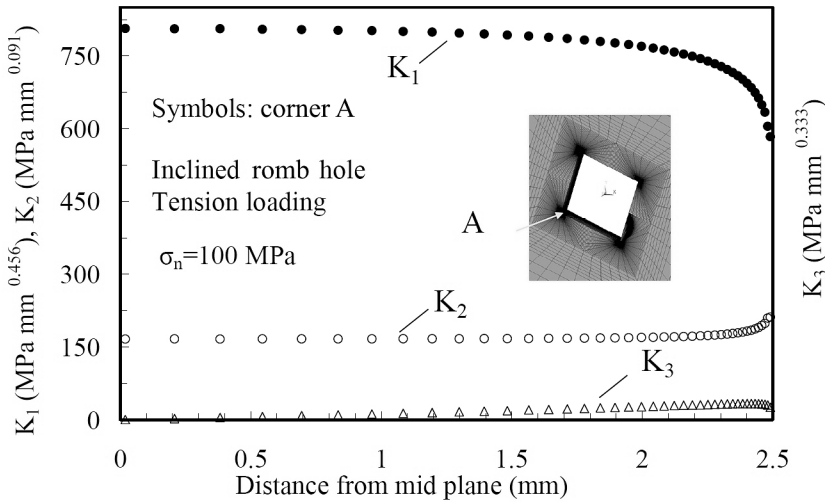 K₁ (MPa mm 0.456), K₂ (MPa mm 0.091)
750
600
450
300
150
0
K₁
Symbols: corner A
Inclined romb hole
Tension loading
σₙ=100 MPa
A
K₂
K₃
K₃ (MPa mm 0.333)
0 0.5 1 1.5 2 2.5
Distance from mid plane (mm)